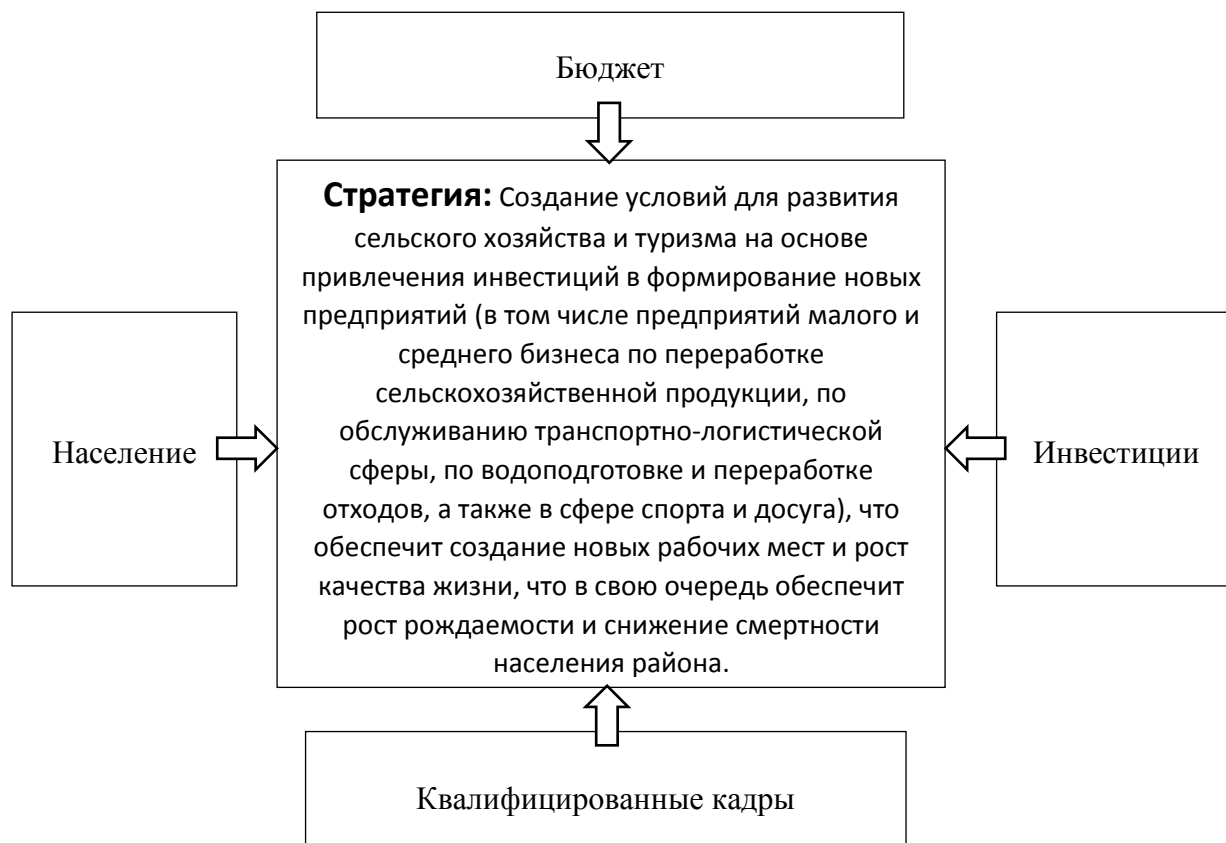 Бюджет
Стратегия: Создание условий для развития
сельского хозяйства и туризма на основе
привлечения инвестиций в формирование новых
предприятий (в том числе предприятий малого и
среднего бизнеса по переработке
сельскохозяйственной продукции, по
обслуживанию транспортно-логистической
сферы, по водоподготовке и переработке
отходов, а также в сфере спорта и досуга), что
обеспечит создание новых рабочих мест и рост
качества жизни, что в свою очередь обеспечит
рост рождаемости и снижение смертности
населения района.
Население
Инвестиции
Квалифицированные кадры